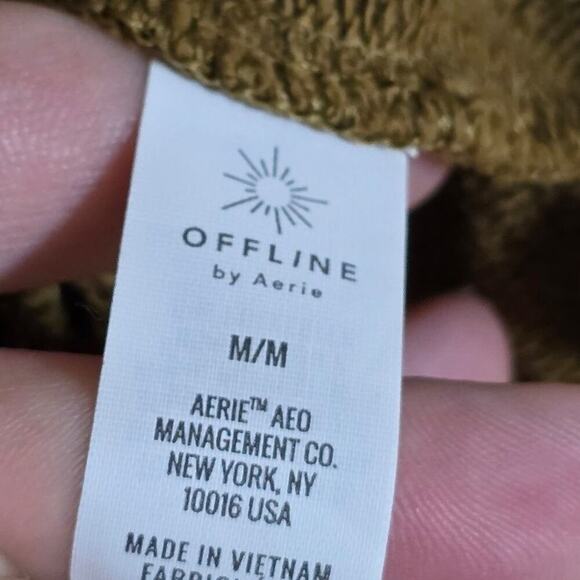 OFFLINE
by Aerie
M/M
AERIE™ AEO
MANAGEMENT CO.
NEW YORK, NY
10016 USA
MADE IN VIETNAM